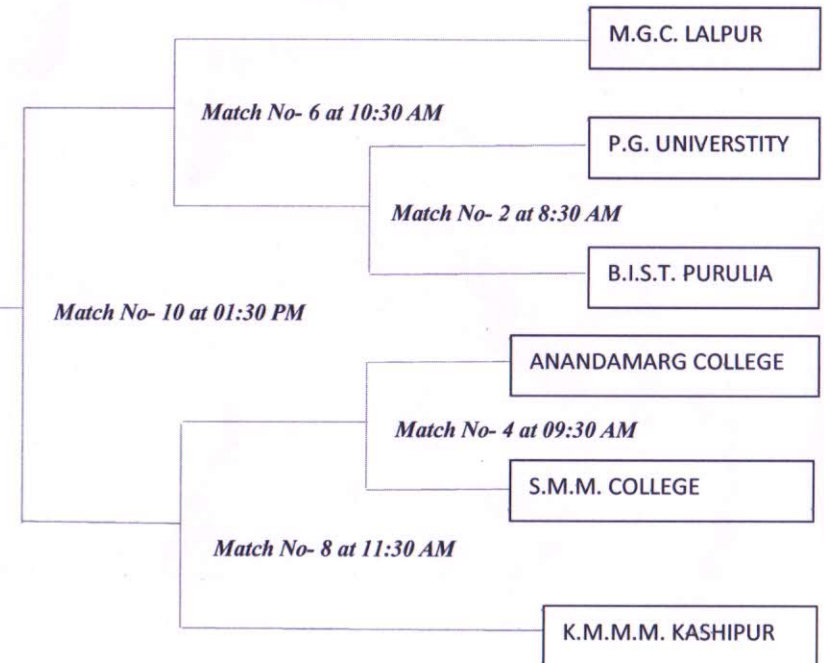 M.G.C. LALPUR
Match No- 6 at 10:30 AM
P.G. UNIVERSTITY
Match No- 2 at 8:30 AM
B.I.S.T. PURULIA
Match No- 10 at 01:30 PM
ANANDAMARG COLLEGE
Match No- 4 at 09:30 AM
S.M.M. COLLEGE
Match No- 8 at 11:30 AM
K.M.M.M. KASHIPUR